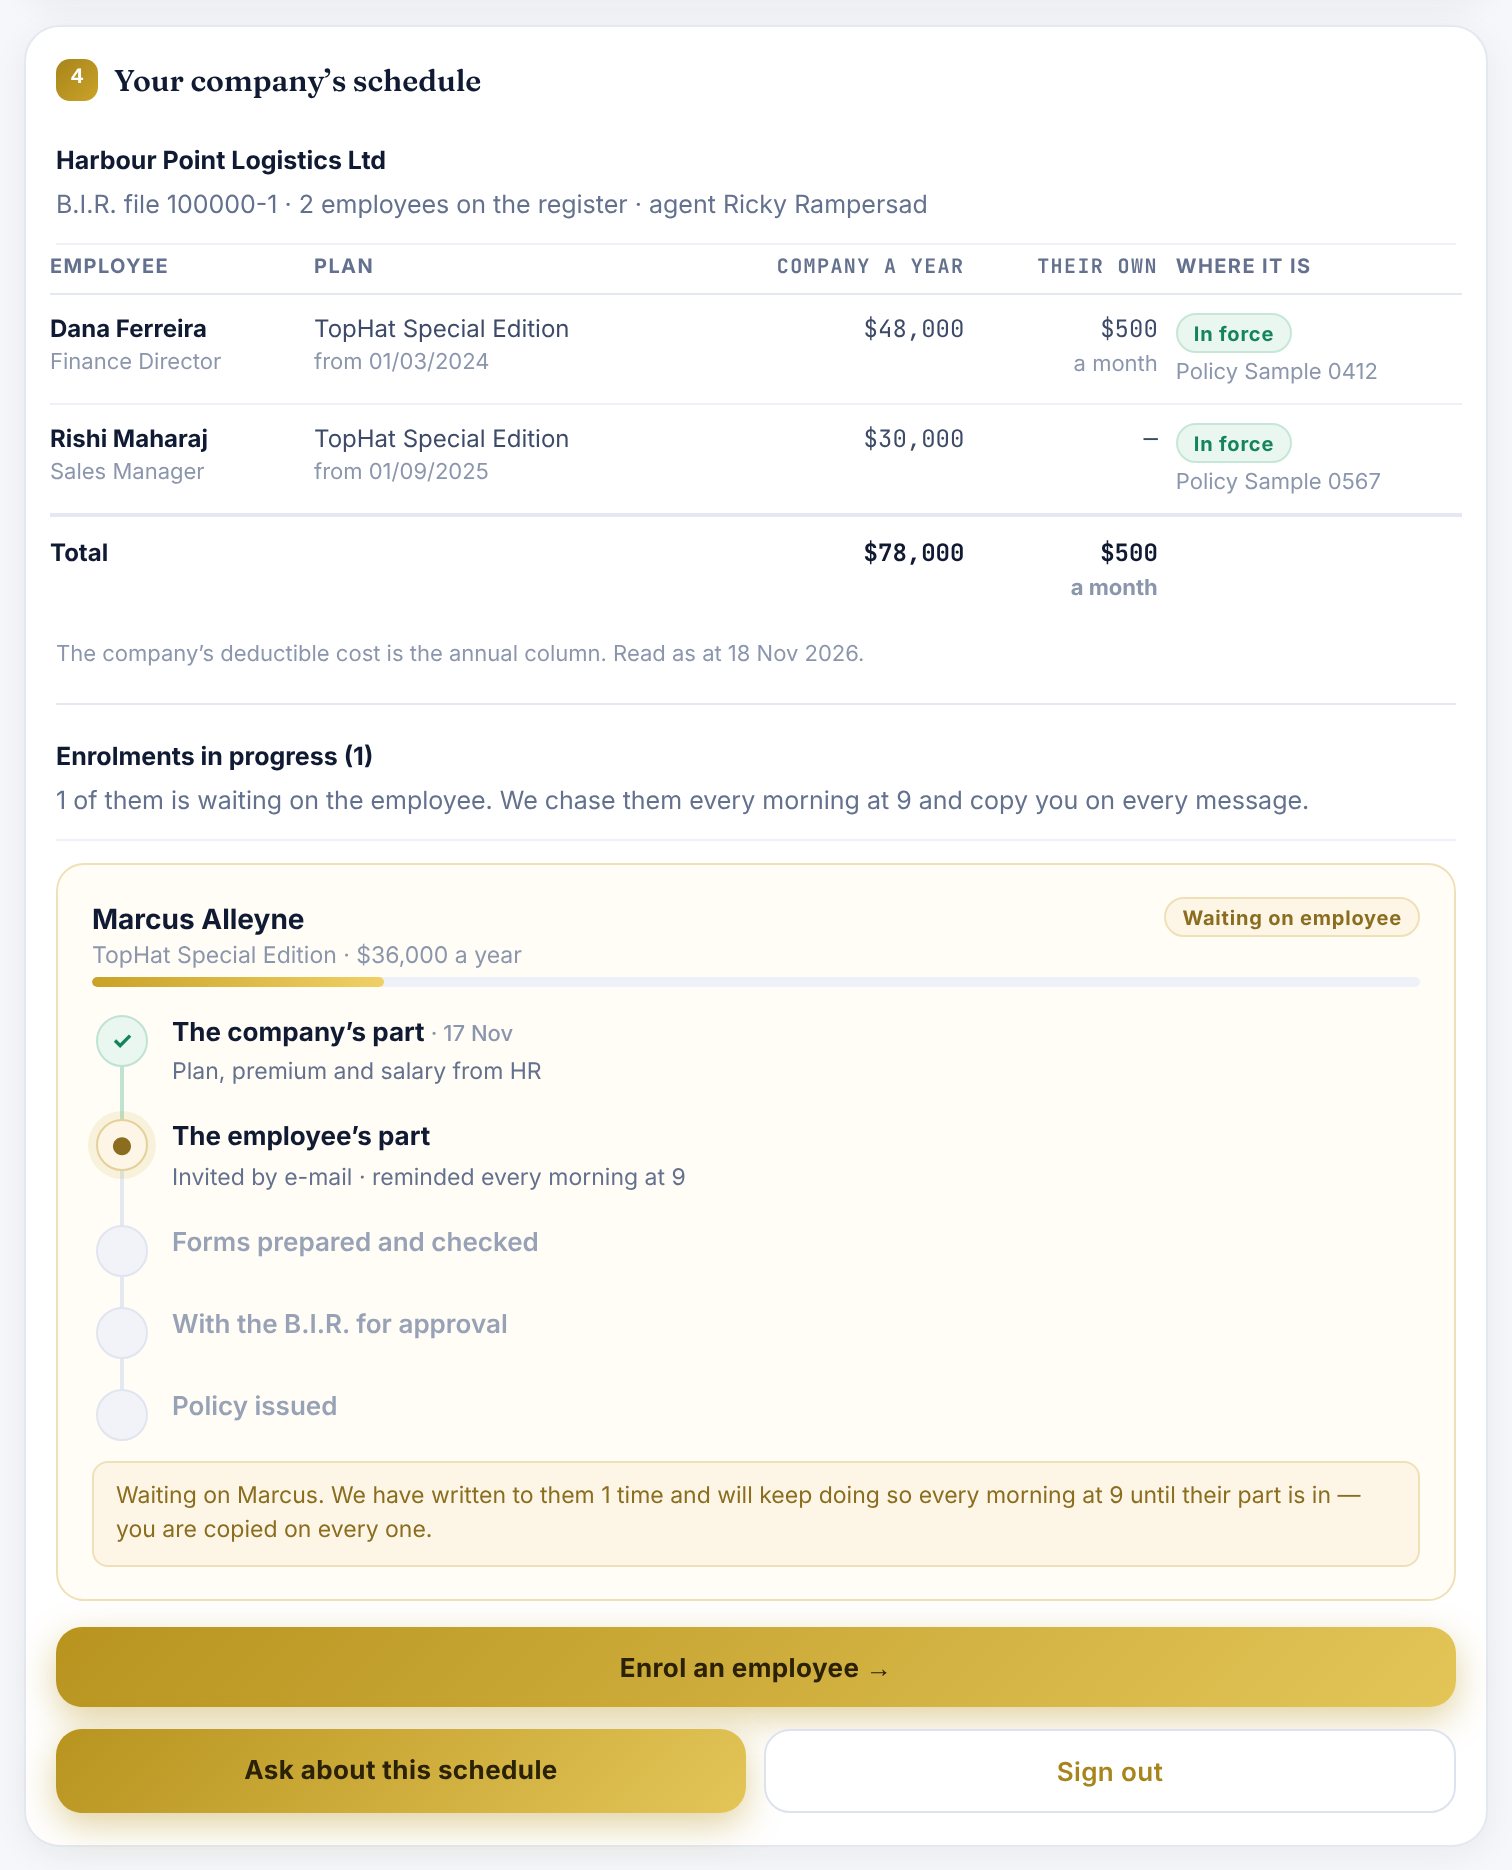 4 Your company’s schedule
Harbour Point Logistics Ltd
B.I.R. file 100000-1 · 2 employees on the register · agent Ricky Rampersad
EMPLOYEE PLAN COMPANY A YEAR THEIR OWN WHERE IT IS
Dana Ferreira TopHat Special Edition $48,000 $500 In force
Finance Director from 01/03/2024 a month Policy Sample 0412
Rishi Maharaj TopHat Special Edition $30,000 — In force
Sales Manager from 01/09/2025 Policy Sample 0567
Total $78,000 $500
a month
The company’s deductible cost is the annual column. Read as at 18 Nov 2026.
Enrolments in progress (1)
1 of them is waiting on the employee. We chase them every morning at 9 and copy you on every message.
Marcus Alleyne Waiting on employee
TopHat Special Edition · $36,000 a year
The company’s part · 17 Nov
Plan, premium and salary from HR
The employee’s part
Invited by e-mail · reminded every morning at 9
Forms prepared and checked
With the B.I.R. for approval
Policy issued
Waiting on Marcus. We have written to them 1 time and will keep doing so every morning at 9 until their part is in —
you are copied on every one.
Enrol an employee →
Ask about this schedule Sign out